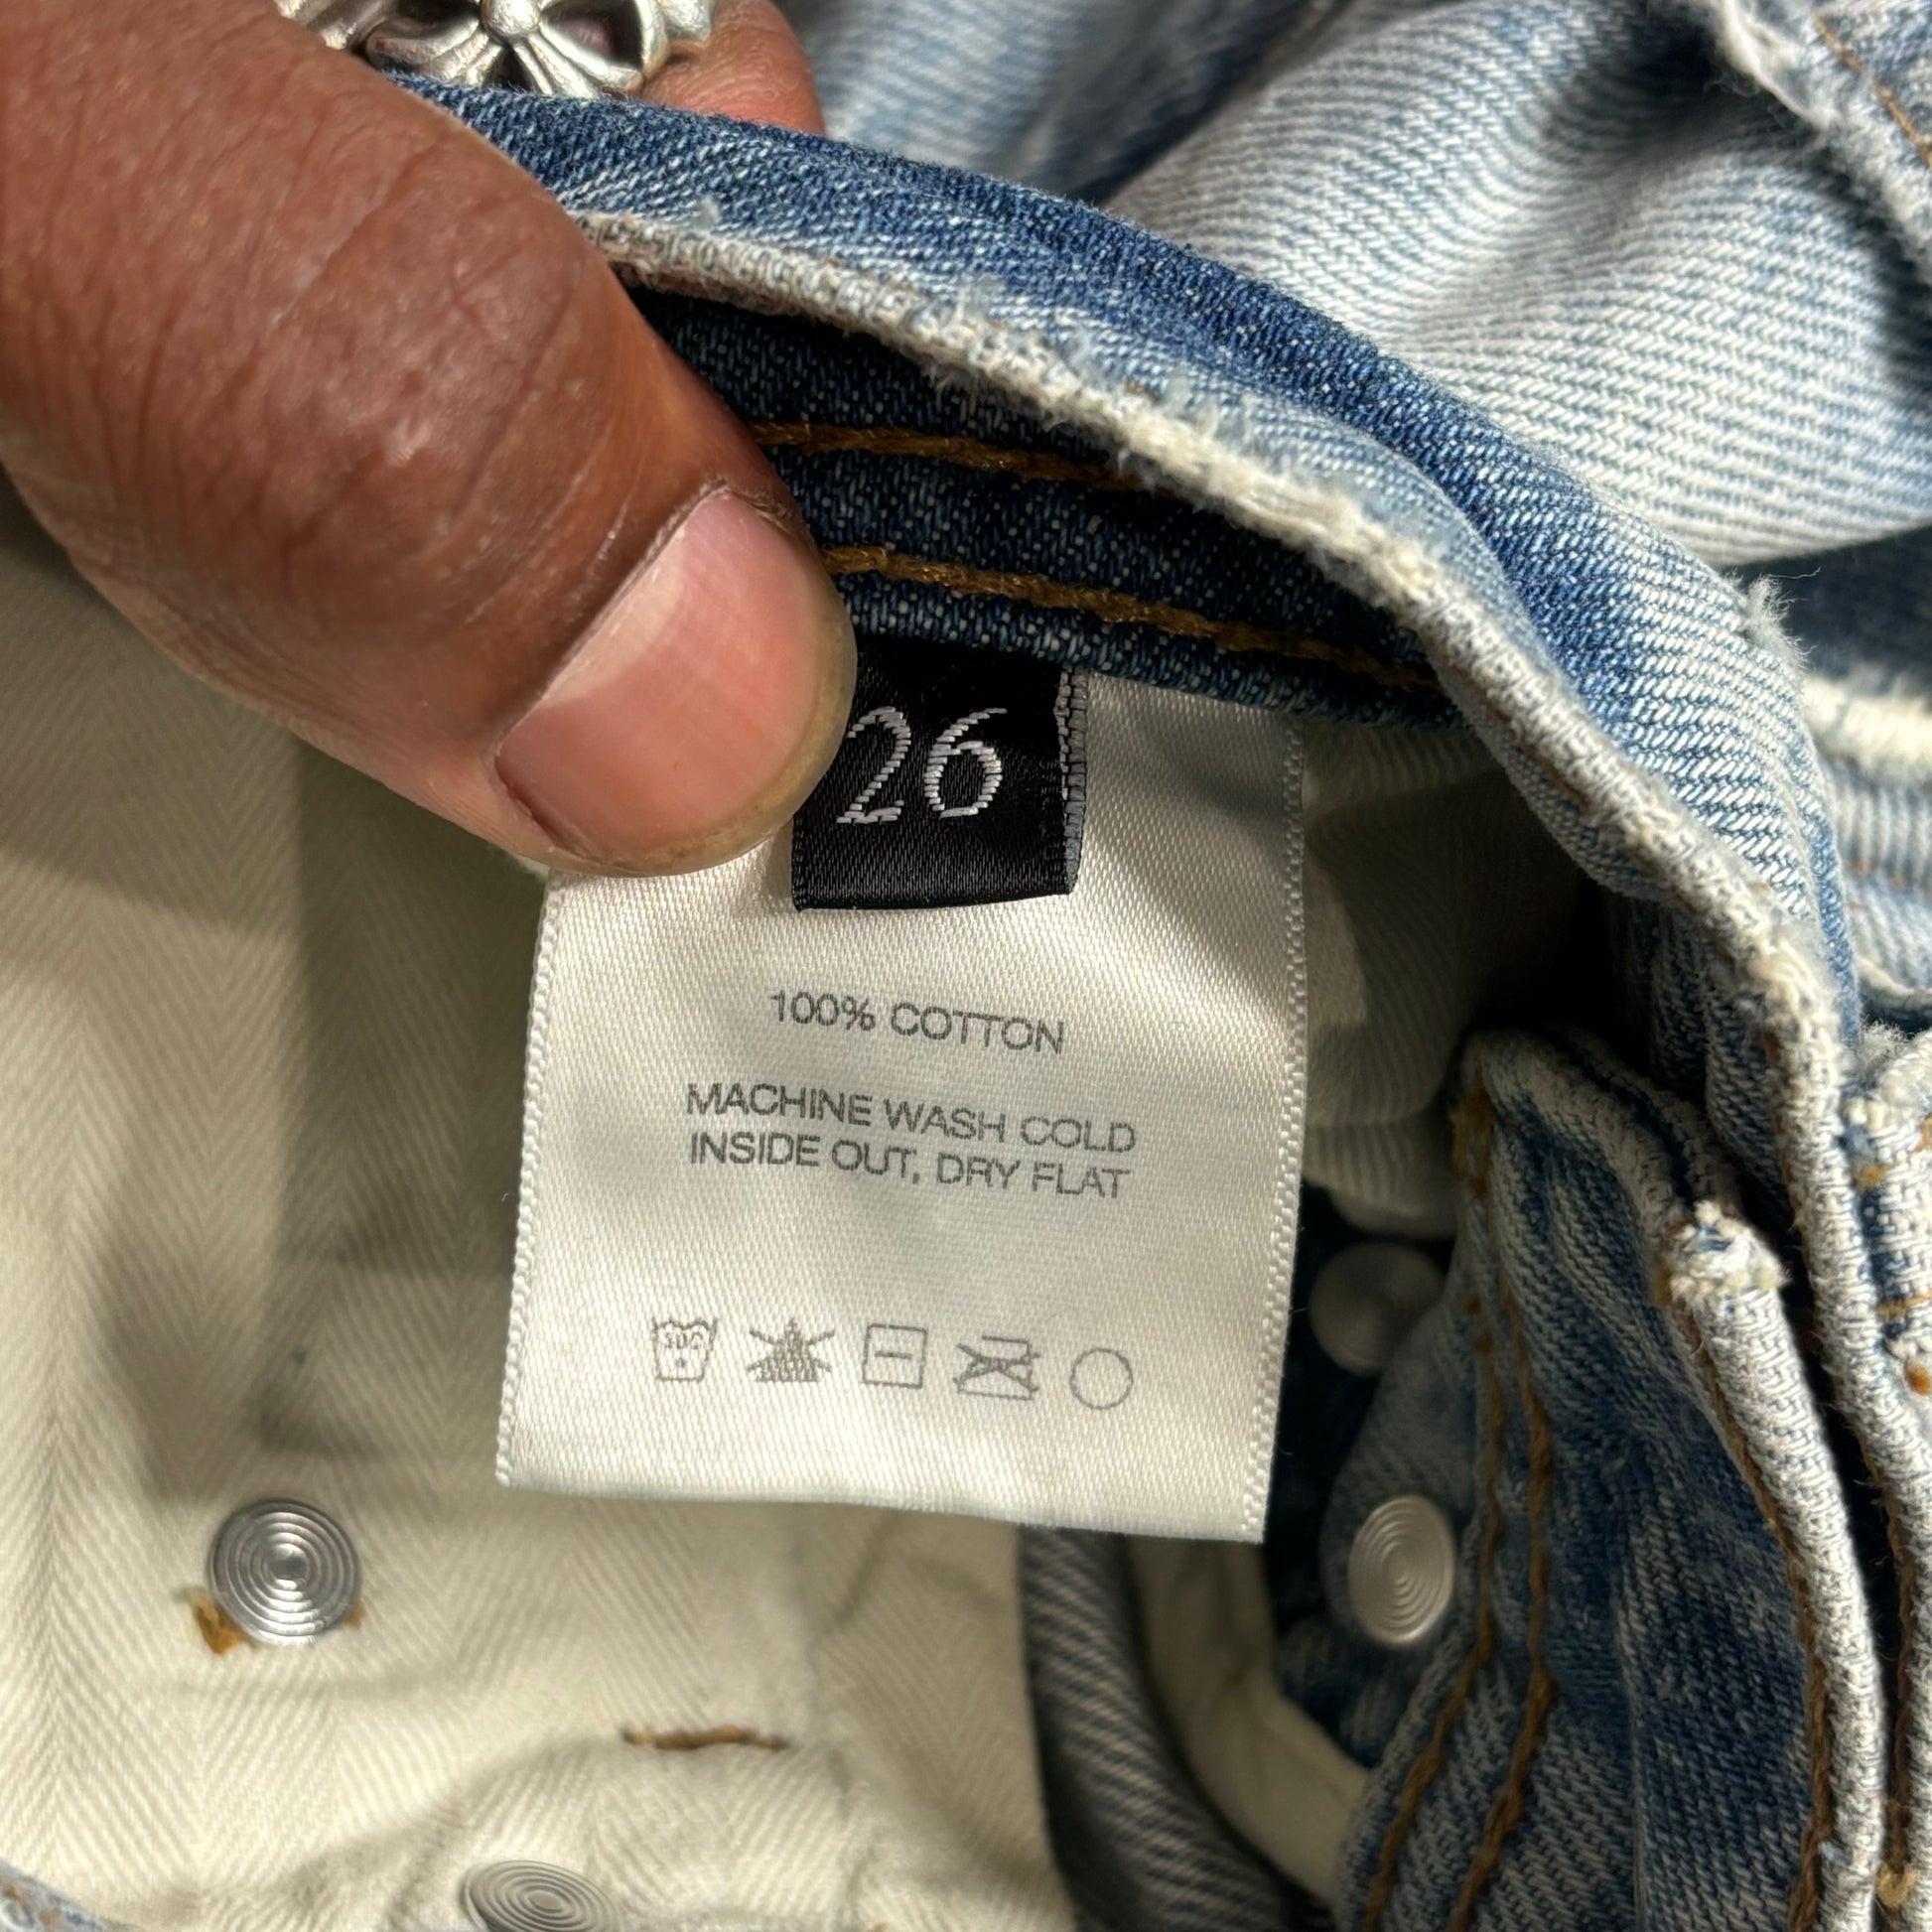 26
100% COTTON
MACHINE WASH COLD
INSIDE OUT, DRY FLAT